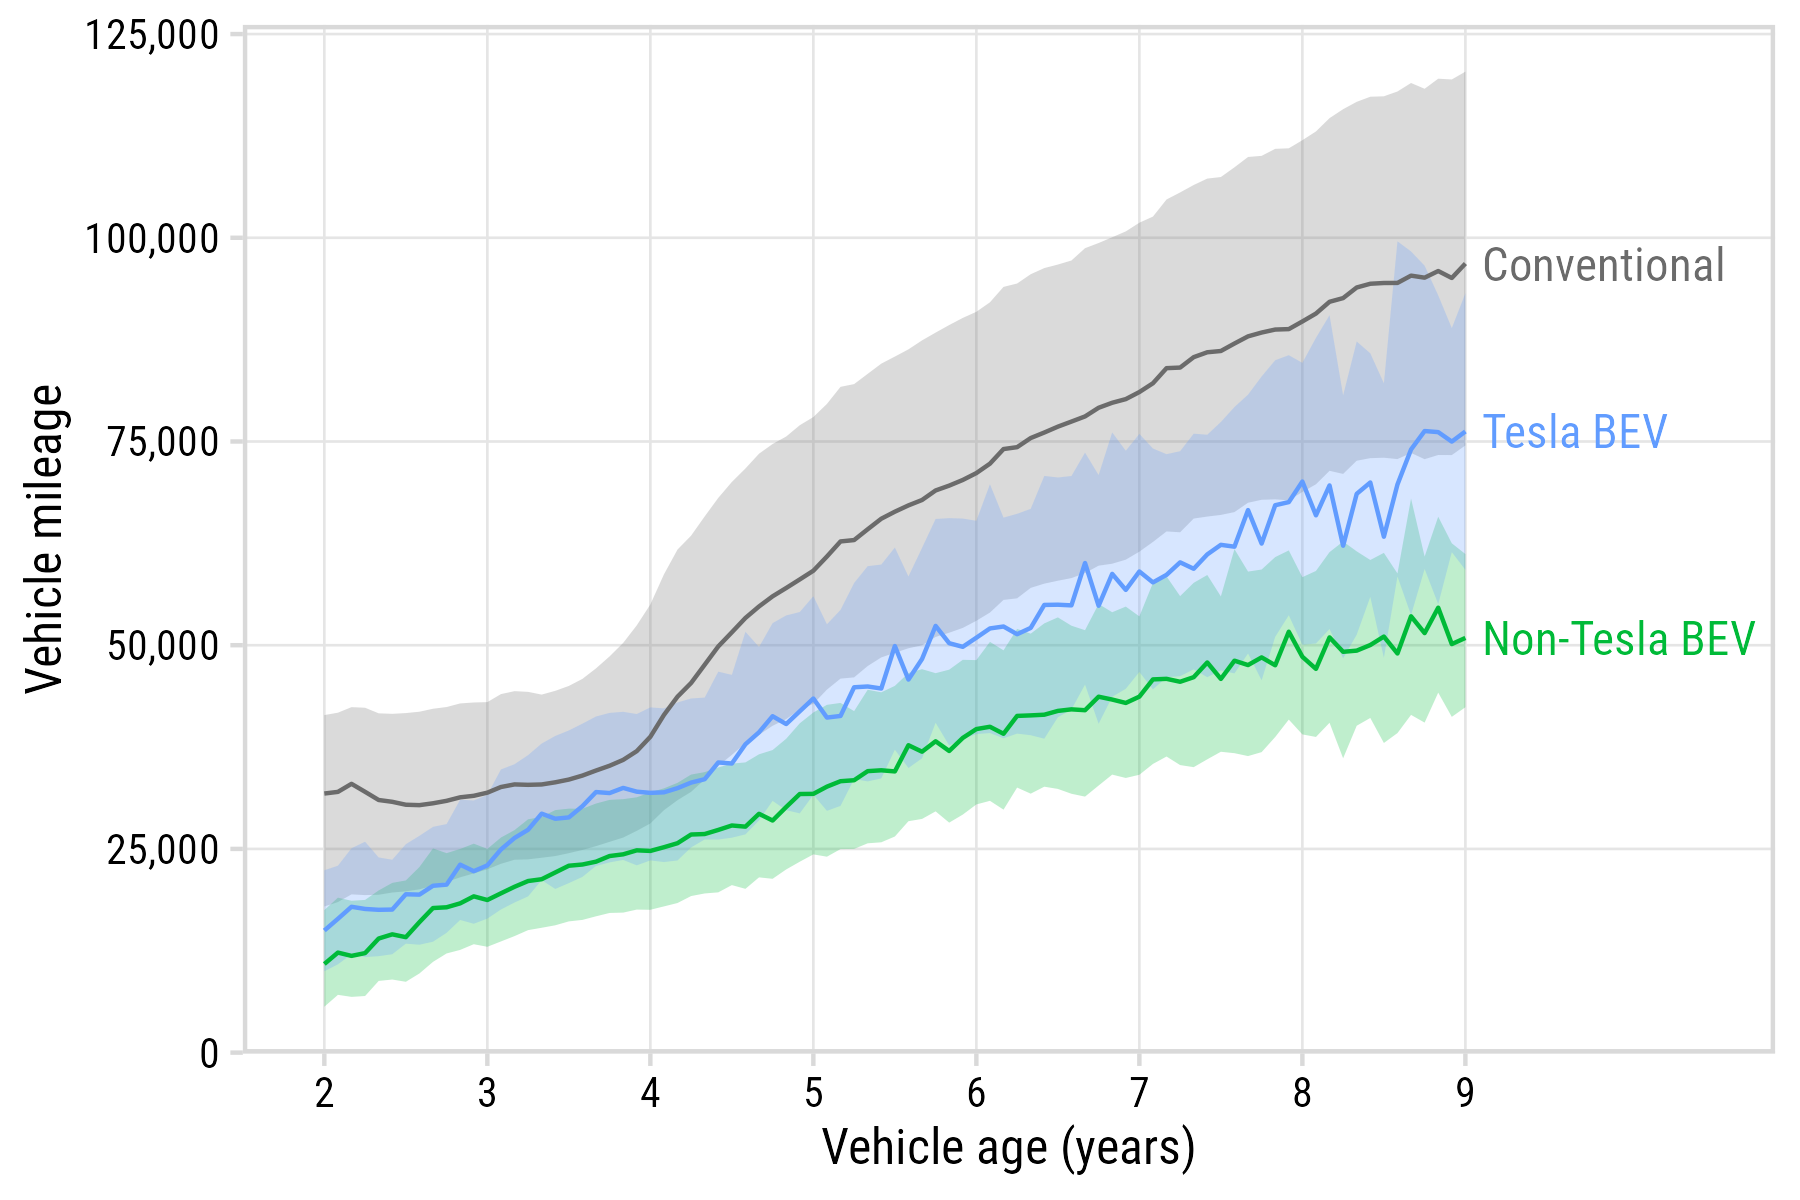 125,000
100,000
75,000
50,000
25,000
0
Vehicle mileage
Conventional
Tesla BEV
Non-Tesla BEV
2 3 4 5 6 7 8 9
Vehicle age (years)